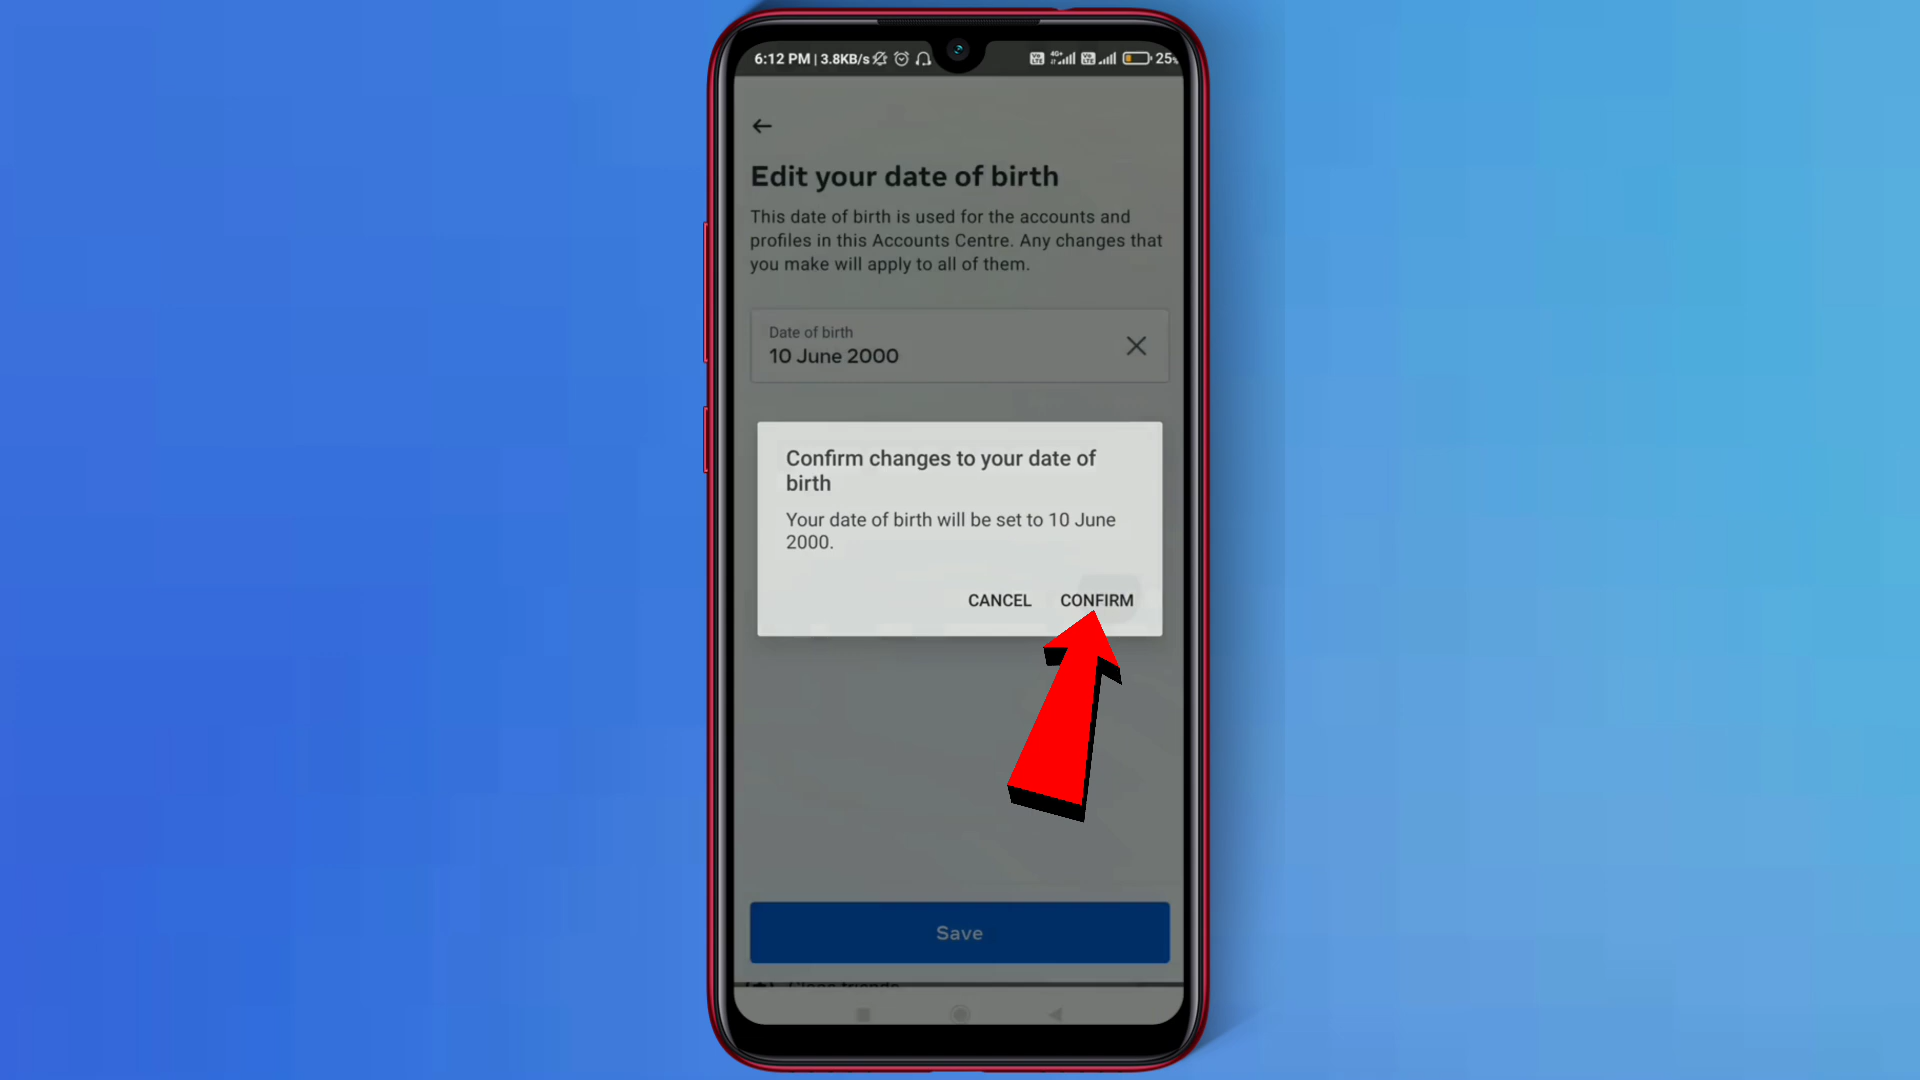 6:12 PM | 3.8KB/s
Edit your date of birth
This date of birth is used for the accounts and
profiles in this Accounts Centre. Any changes that
you make will apply to all of them.
Date of birth
10 June 2000
Confirm changes to your date of
birth
Your date of birth will be set to 10 June
2000.
CANCEL CONFIRM
Save